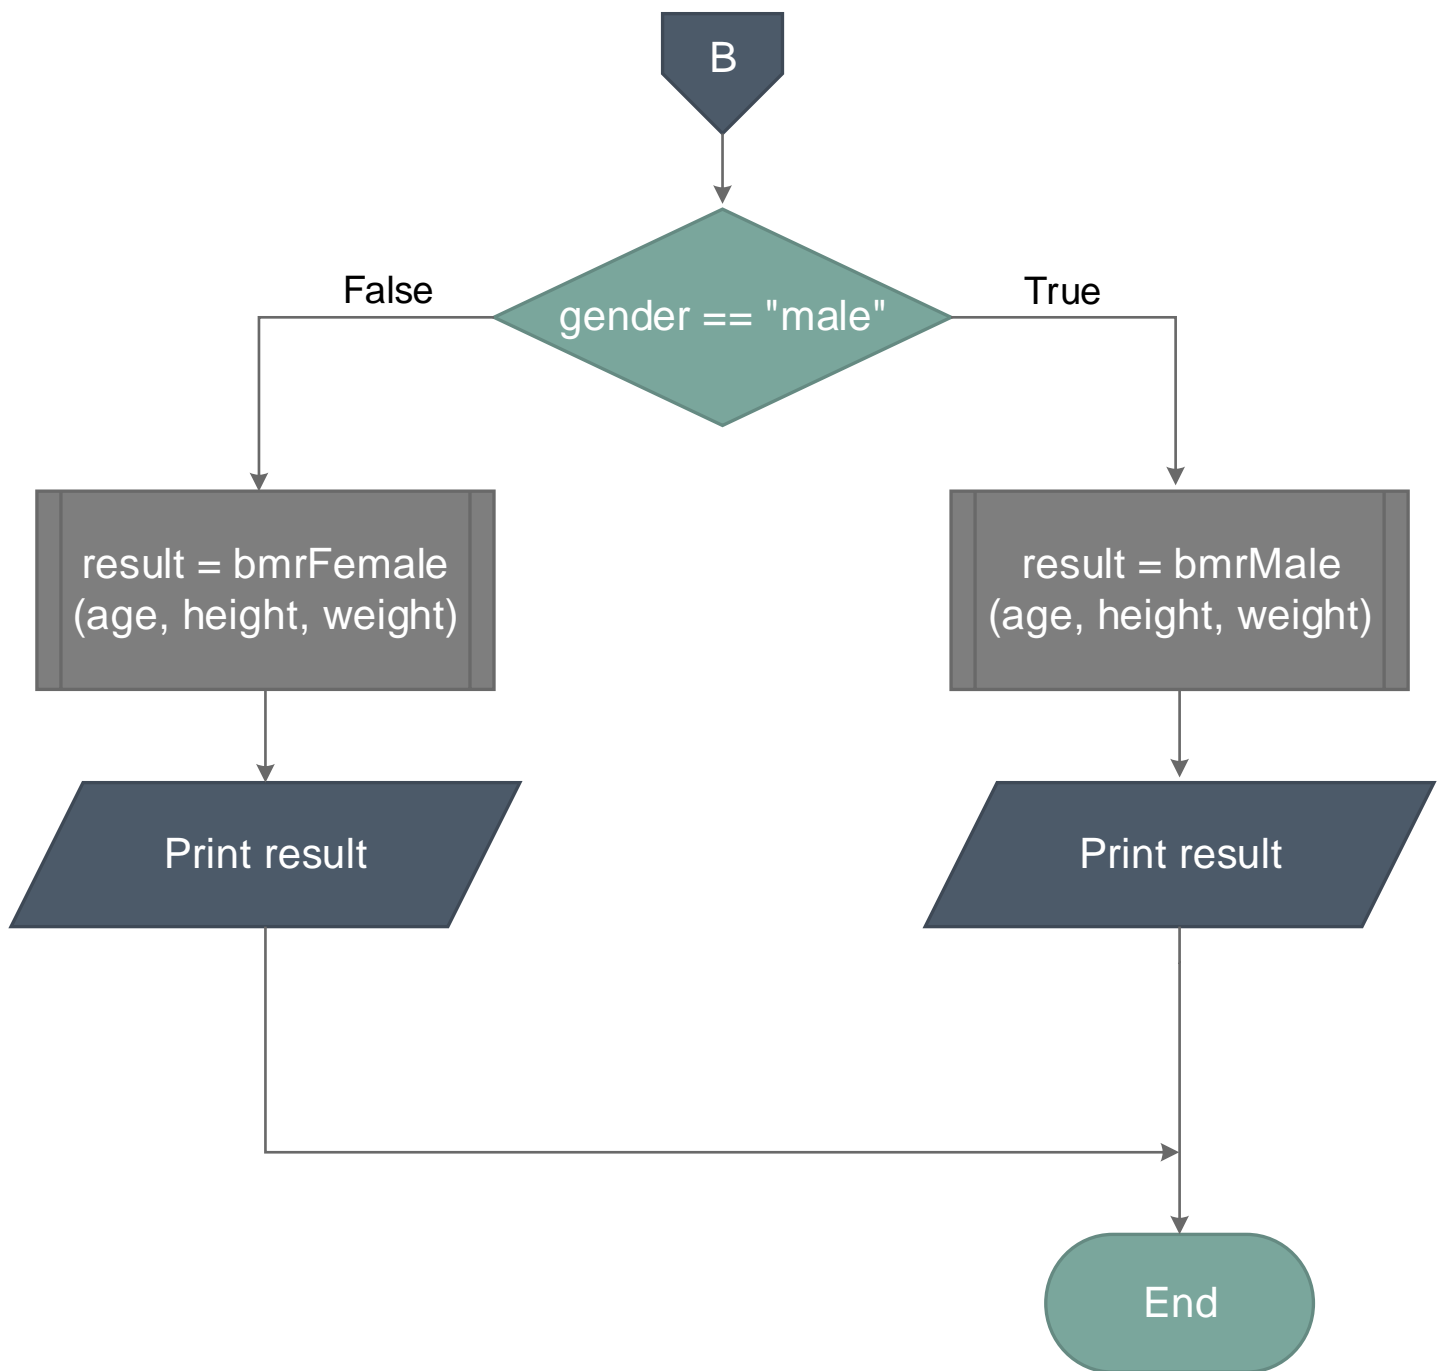 B
False
True
gender == "male"
result = bmrFemale
(age, height, weight)
result = bmrMale
(age, height, weight)
Print result
Print result
End